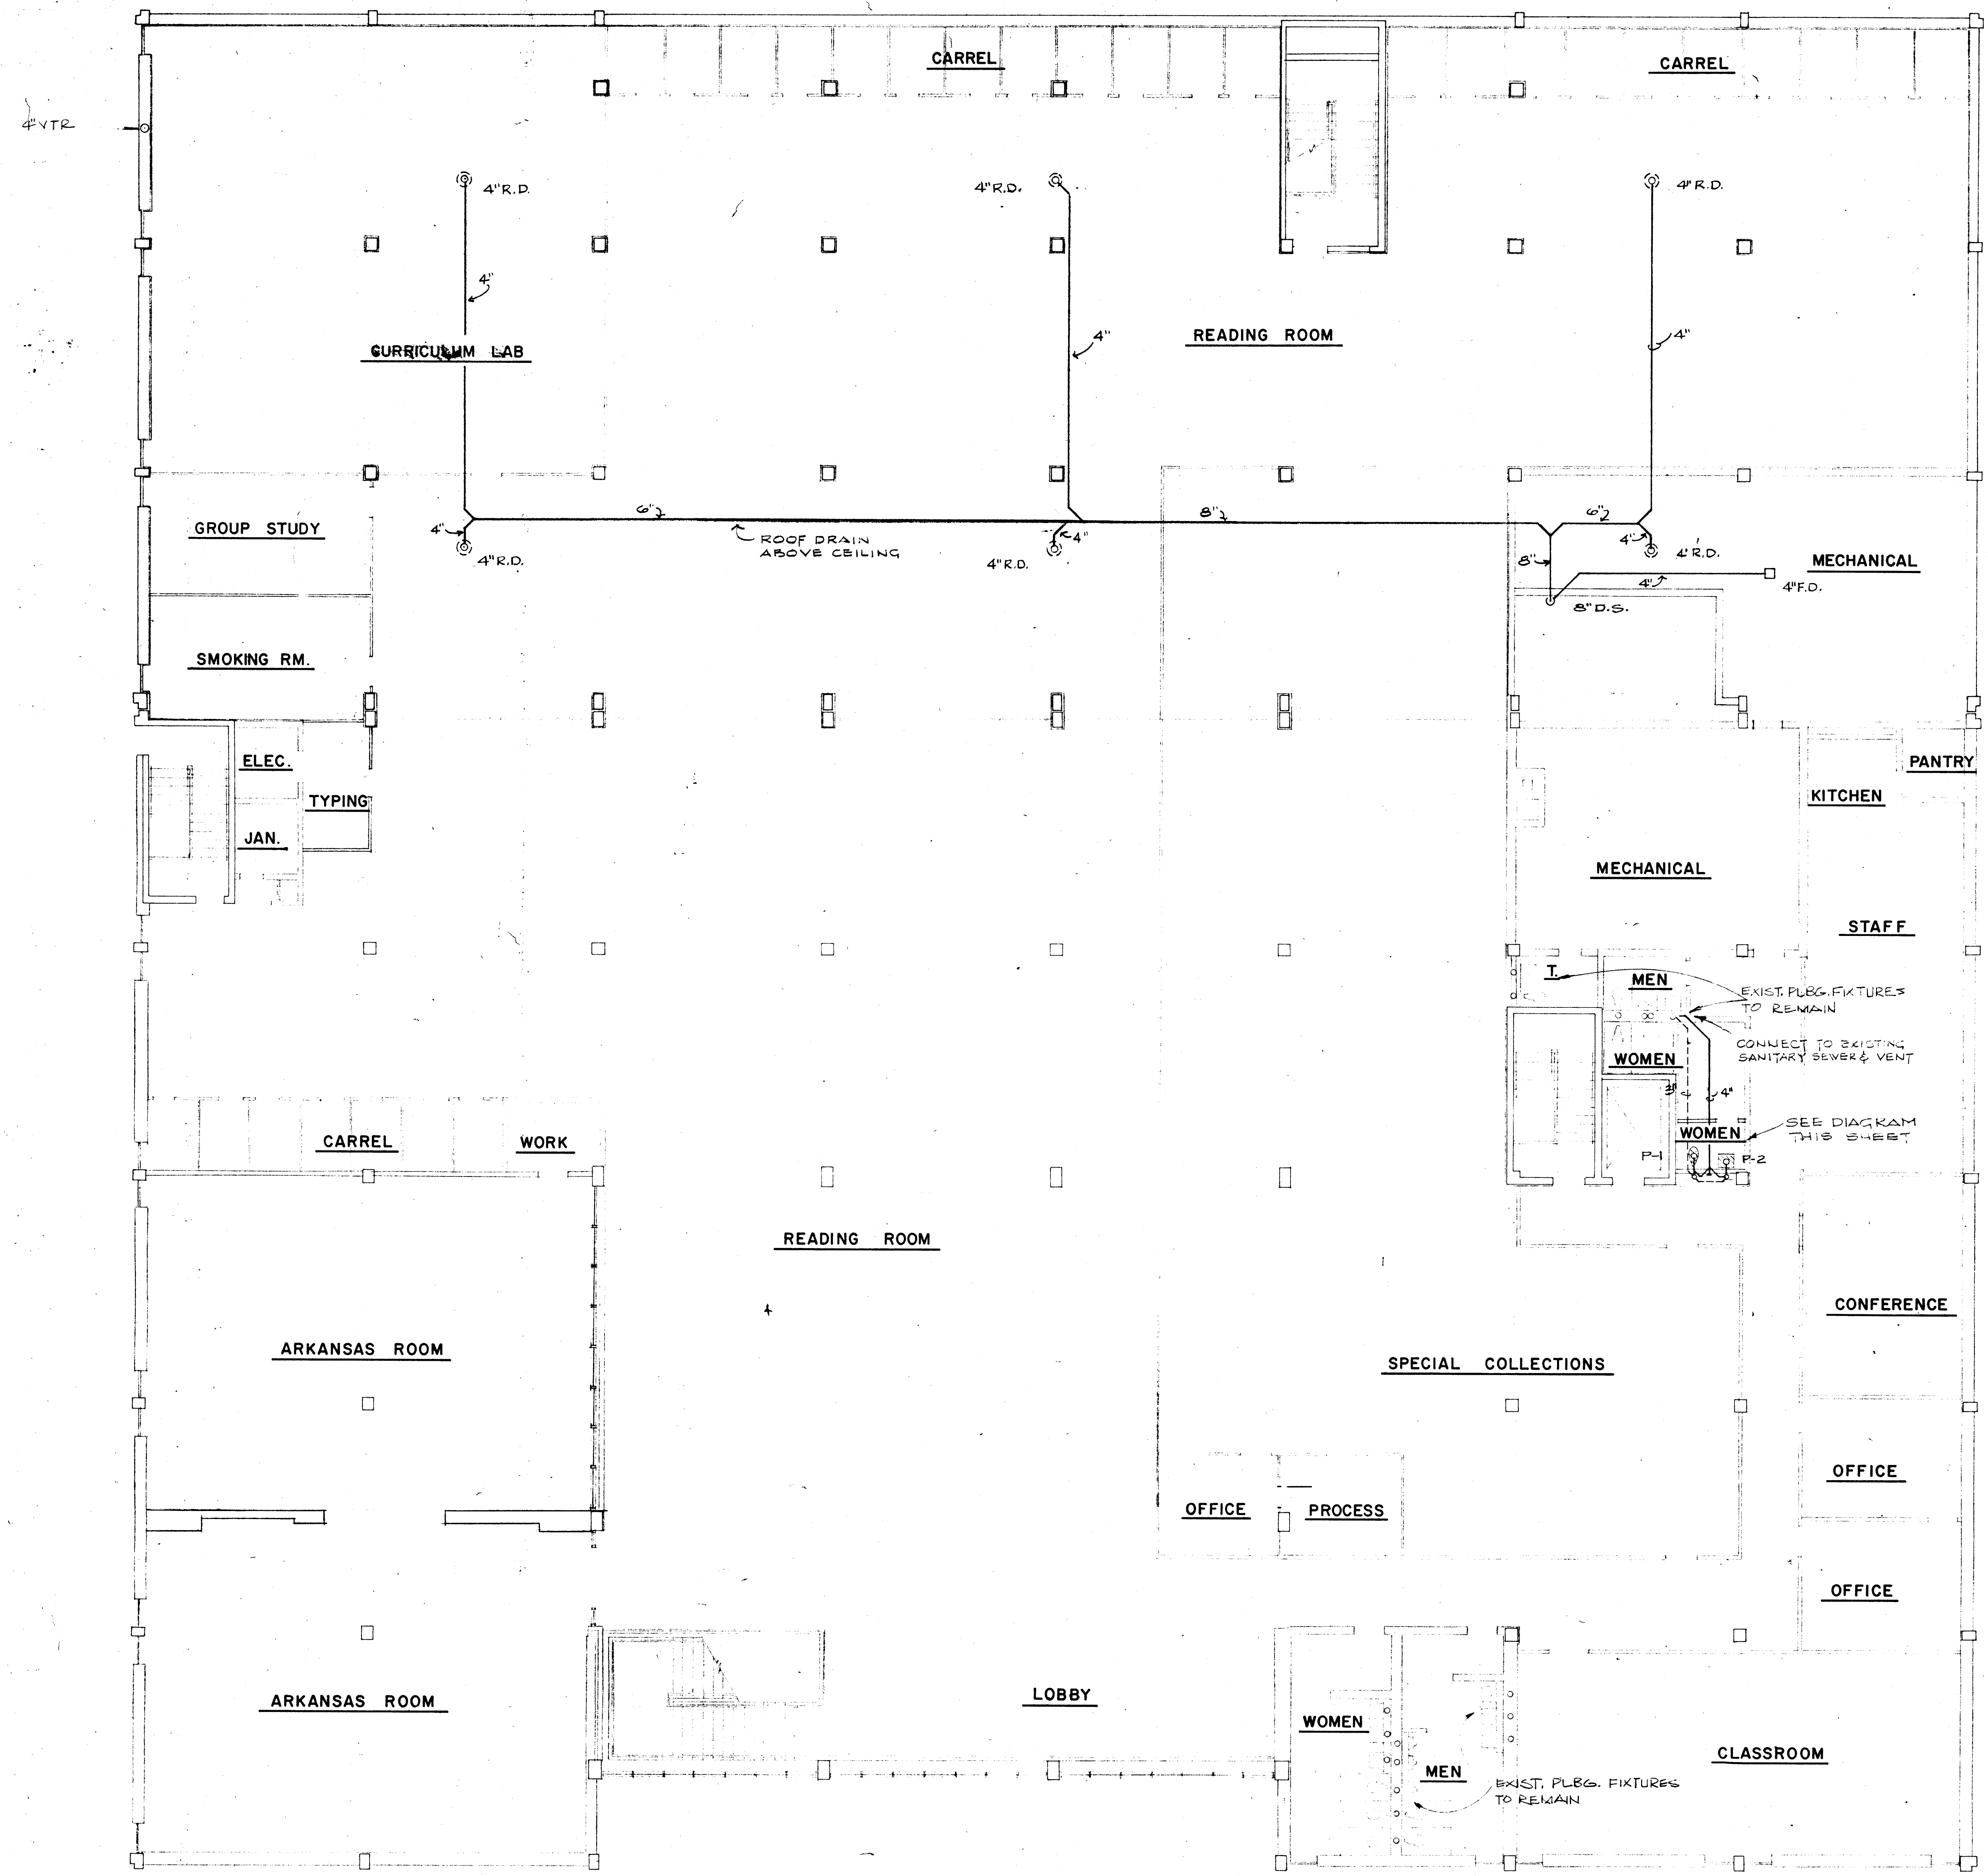 CARREL
CARREL
4" VTR
4" R.D.
4" R.D.
4" R.D.
4"
4"
4"
READING ROOM
CURRICULUM LAB
GROUP STUDY
6"
8"
6"
4"
ROOF DRAIN
ABOVE CEILING
4"
4"
4" R.D.
4" R.D.
4" R.D.
8"
4"
MECHANICAL
4" F.D.
8" D.S.
SMOKING RM.
ELEC.
PANTRY
TYPING
KITCHEN
JAN.
MECHANICAL
STAFF
T.
MEN
EXIST. PLBG. FIXTURES
TO REMAIN
CONNECT TO EXISTING
SANITARY SEWER & VENT
WOMEN
3"
4"
CARREL
WORK
WOMEN
SEE DIAGRAM
THIS SHEET
P-1
P-2
READING ROOM
CONFERENCE
ARKANSAS ROOM
SPECIAL COLLECTIONS
OFFICE
OFFICE
PROCESS
OFFICE
ARKANSAS ROOM
LOBBY
WOMEN
CLASSROOM
MEN
EXIST. PLBG. FIXTURES
TO REMAIN